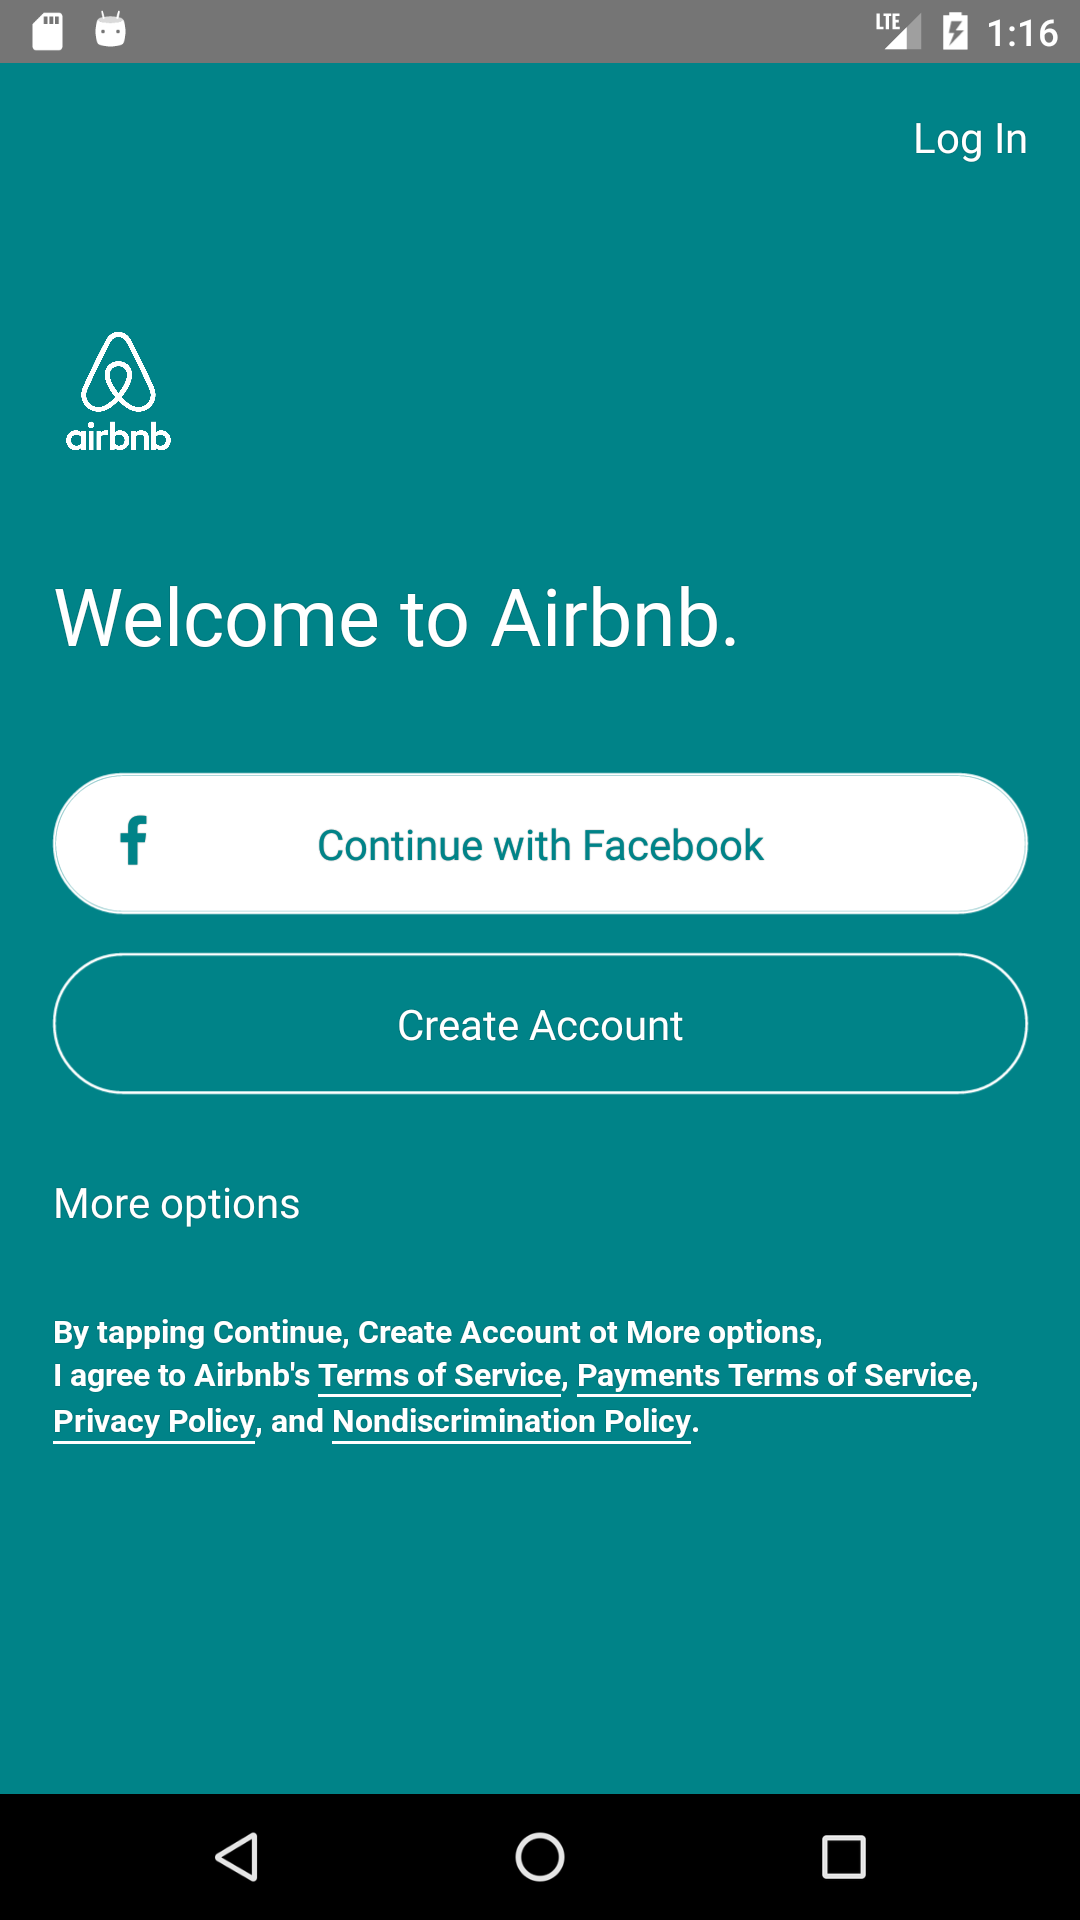 LTE 1:16
Log In
airbnb
Welcome to Airbnb.
Continue with Facebook
Create Account
More options
By tapping Continue, Create Account ot More options,
I agree to Airbnb's Terms of Service, Payments Terms of Service,
Privacy Policy, and Nondiscrimination Policy.